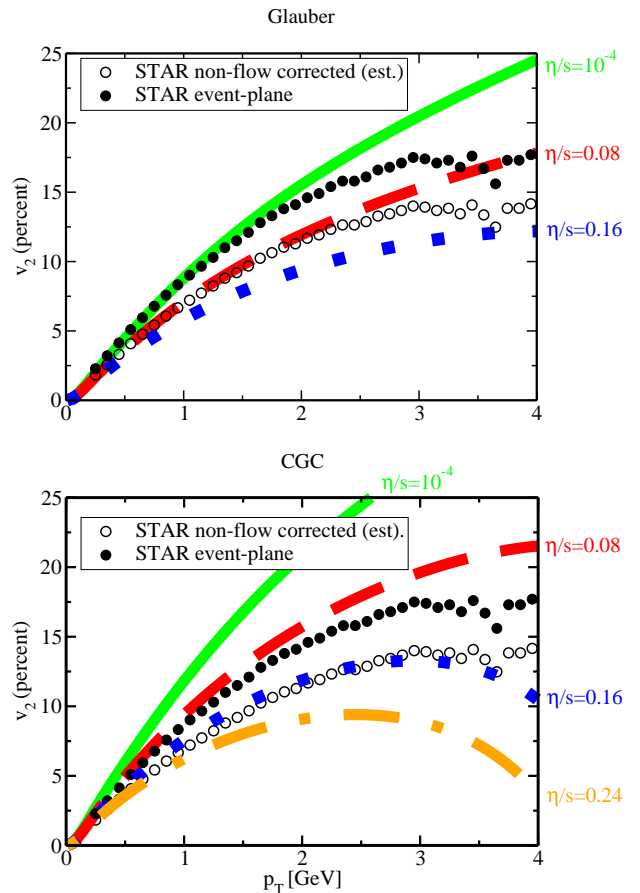 Glauber
25
20
15
10
5
0
v₂ (percent)
STAR non-flow corrected (est.)
STAR event-plane
η/s=10⁻⁴
η/s=0.08
η/s=0.16
0 1 2 3 4
CGC
η/s=10⁻⁴
25
20
15
10
5
0
v₂ (percent)
STAR non-flow corrected (est).
STAR event-plane
η/s=0.08
η/s=0.16
η/s=0.24
0 1 2 3 4
p_T [GeV]